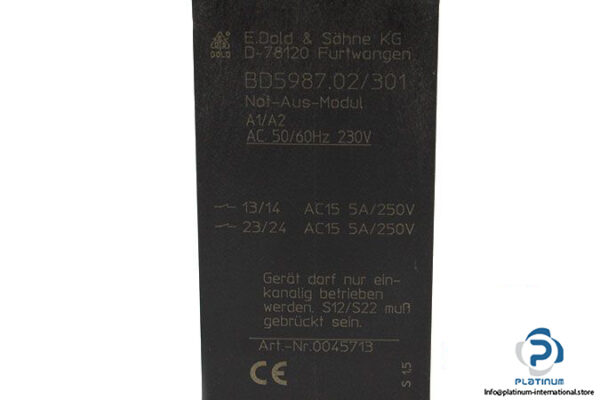 DOLD
E.Dold & Söhne KG
D-78120 Furtwangen
BD5987.02/301
Not-Aus-Modul
A1/A2
AC 50/60Hz 230V
13/14 AC15 5A/250V
23/24 AC15 5A/250V
Gerät darf nur ein-
kanalig betrieben
werden. S12/S22 muß
gebrückt sein.
Art.-Nr.0045713
CE
S 1,5
PLATINUM
Info@platinum-international.store